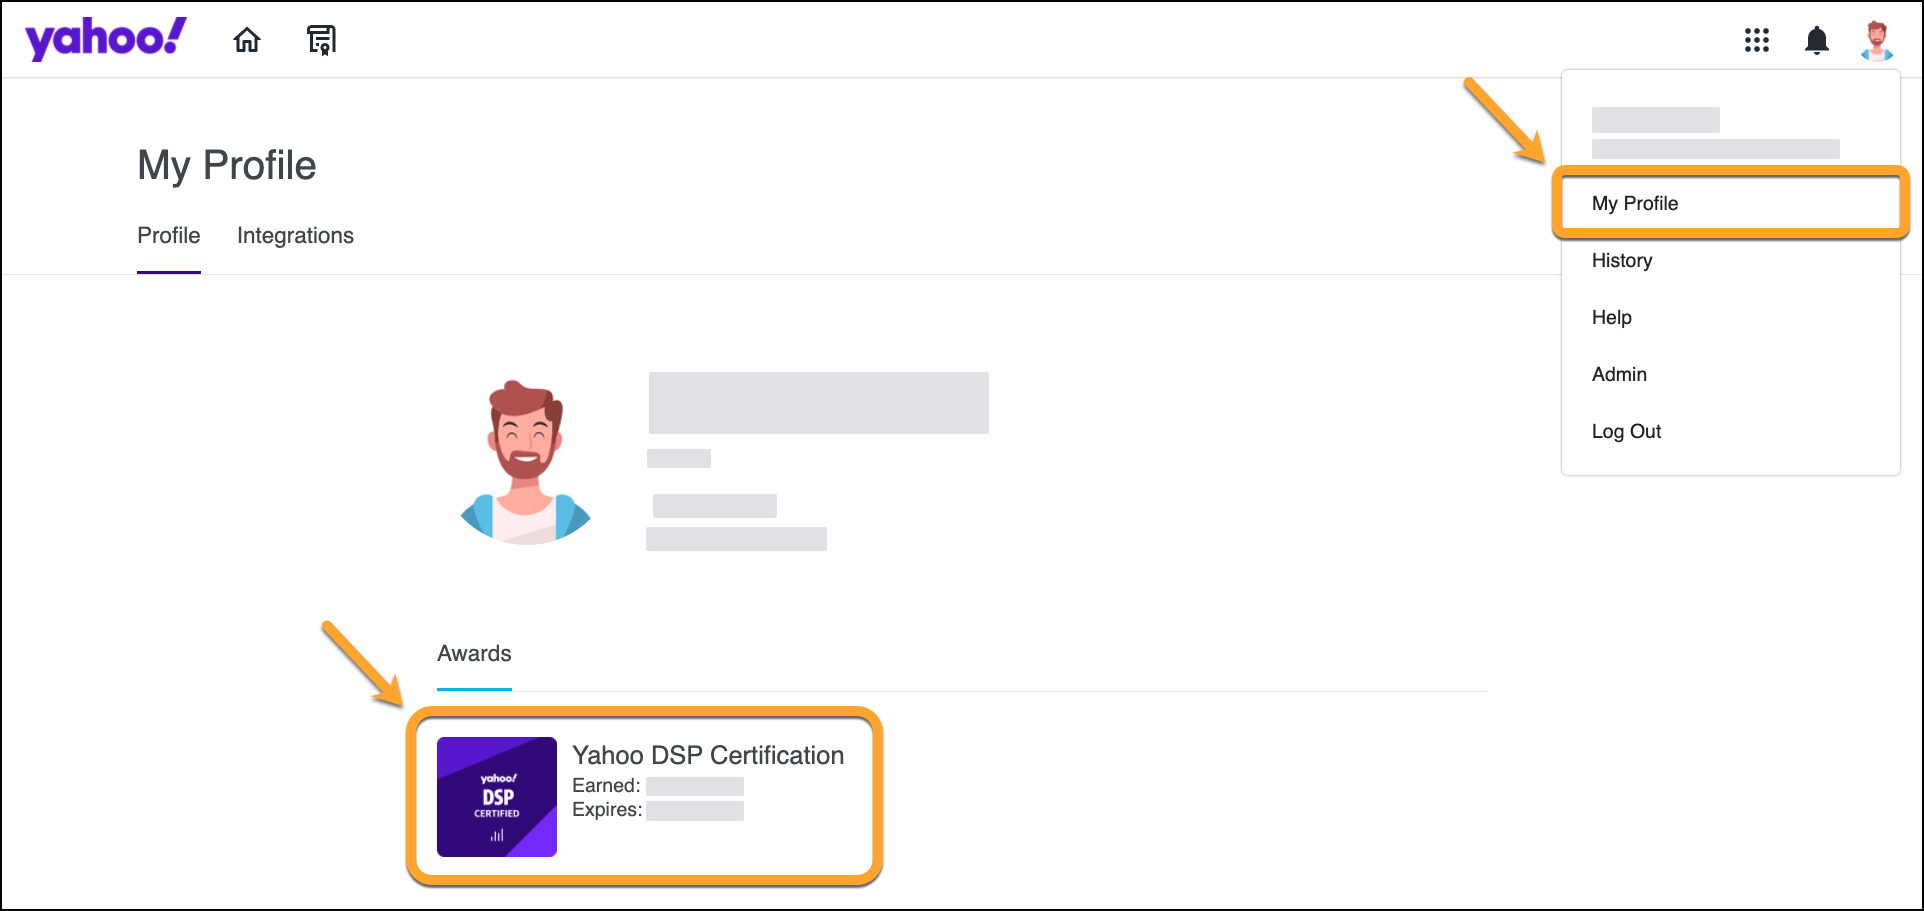 yahoo!
My Profile
Profile
Integrations
My Profile
History
Help
Admin
Log Out
Awards
yahoo!
DSP
CERTIFIED
Yahoo DSP Certification
Earned:
Expires: